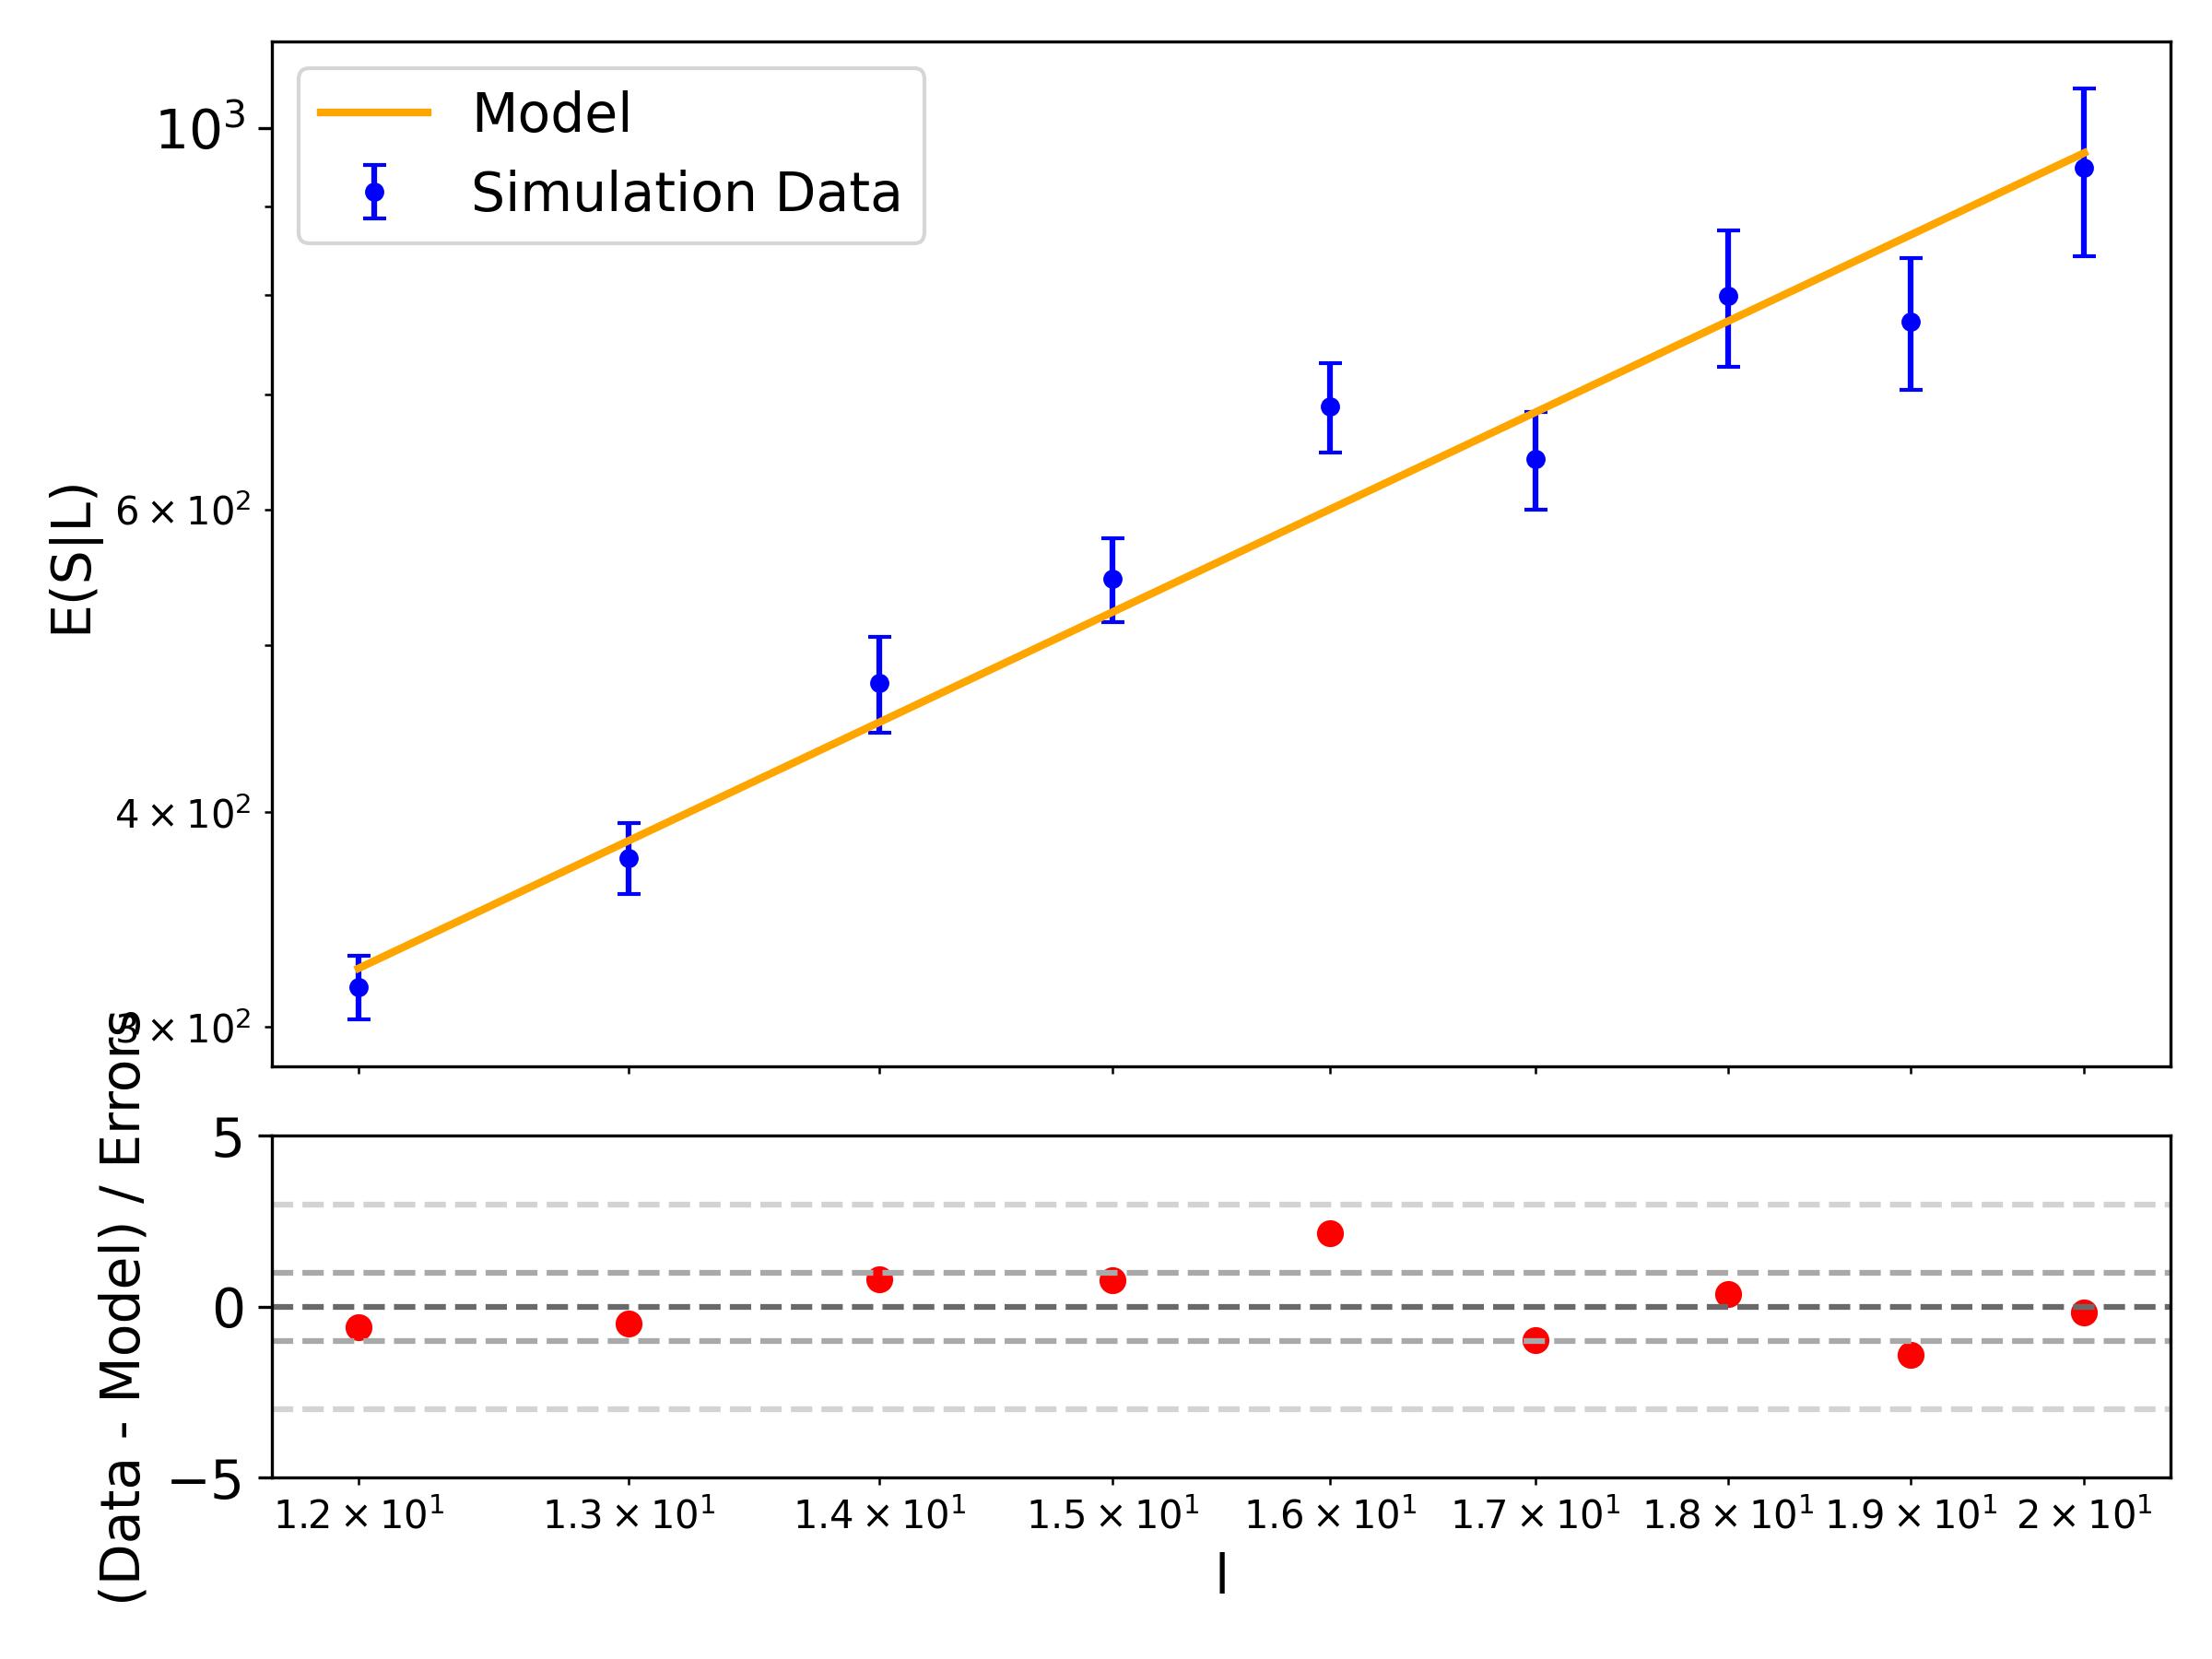 Model
Simulation Data
10³
6 × 10²
4 × 10²
3 × 10²
E(S|L)
5
0
−5
(Data - Model) / Errors
1.2 × 10¹ 1.3 × 10¹ 1.4 × 10¹ 1.5 × 10¹ 1.6 × 10¹ 1.7 × 10¹ 1.8 × 10¹ 1.9 × 10¹ 2 × 10¹
l